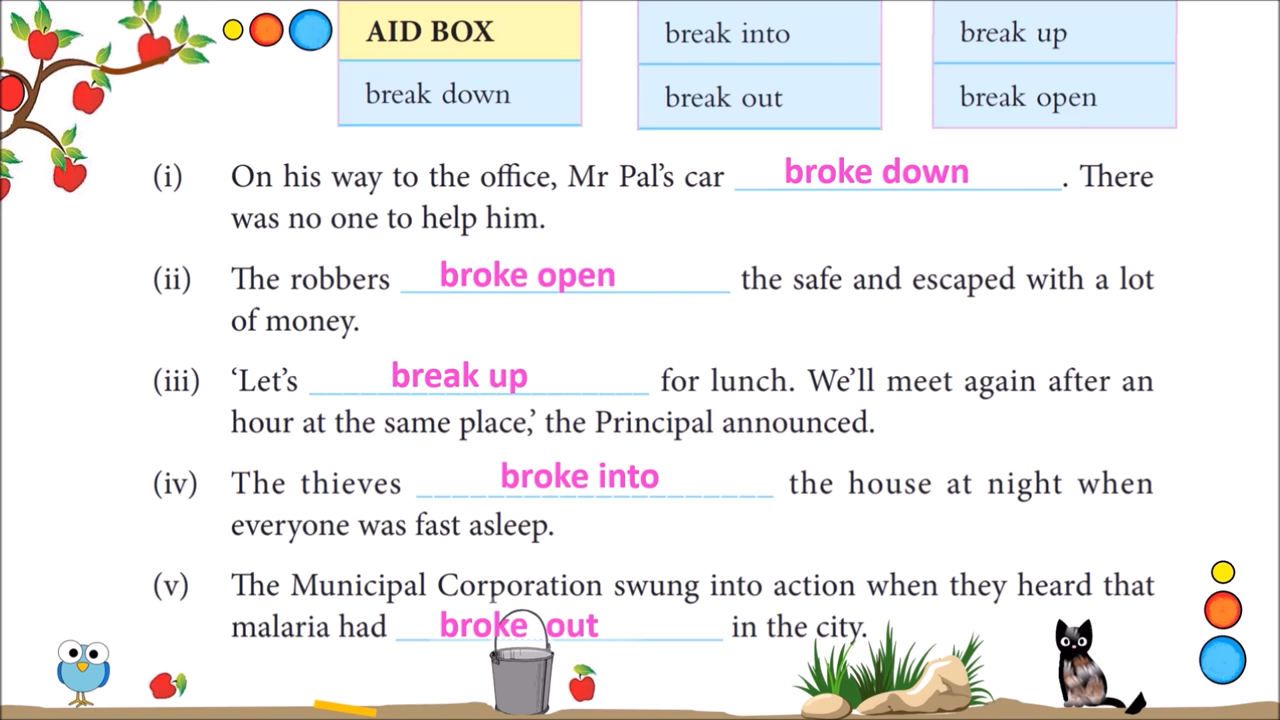 AID BOX break into break up
break down break out break open
(i) On his way to the office, Mr Pal’s car broke down. There
was no one to help him.
(ii) The robbers broke open the safe and escaped with a lot
of money.
(iii) ‘Let’s break up for lunch. We’ll meet again after an
hour at the same place,’ the Principal announced.
(iv) The thieves broke into the house at night when
everyone was fast asleep.
(v) The Municipal Corporation swung into action when they heard that
malaria had broke out in the city.